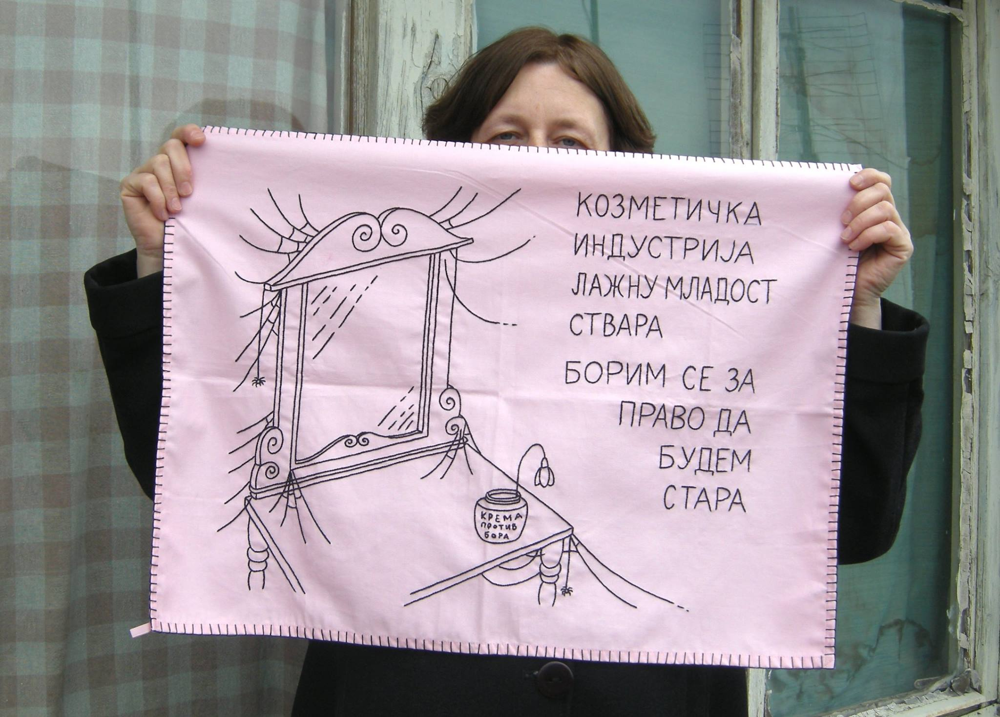 КОЗМЕТИЧКА
ИНДУСТРИЈА
ЛАЖНУ МЛАДОСТ
СТВАРА
БОРИМ СЕ ЗА
ПРАВО ДА
БУДЕМ
СТАРА
КРЕМА
ПРОТИВ
БОРА